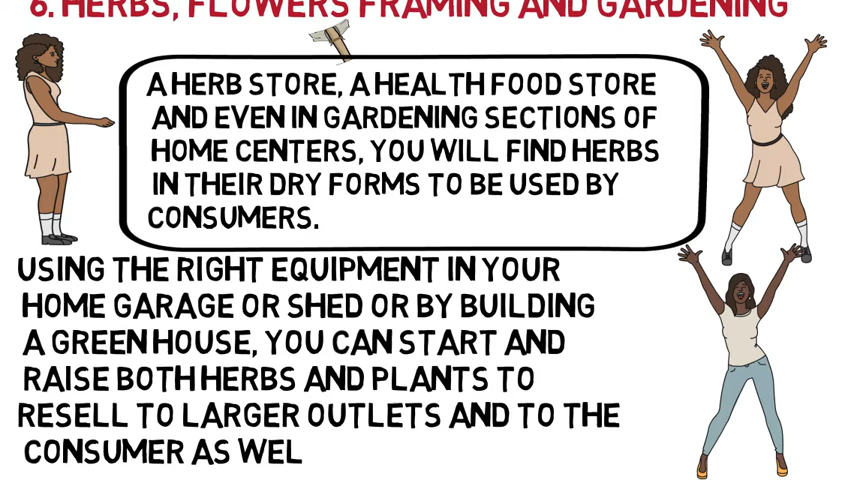 6. HERBS, FLOWERS FRAMING AND GARDENING
A HERB STORE, A HEALTH FOOD STORE
AND EVEN IN GARDENING SECTIONS OF
HOME CENTERS, YOU WILL FIND HERBS
IN THEIR DRY FORMS TO BE USED BY
CONSUMERS.
USING THE RIGHT EQUIPMENT IN YOUR
HOME GARAGE OR SHED OR BY BUILDING
A GREEN HOUSE, YOU CAN START AND
RAISE BOTH HERBS AND PLANTS TO
RESELL TO LARGER OUTLETS AND TO THE
CONSUMER AS WEL